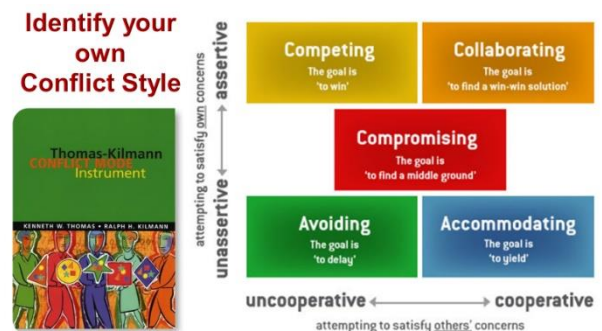 Identify your
own
Conflict Style
Thomas-Kilmann
CONFLICT MODE
Instrument
KENNETH W. THOMAS • RALPH H. KILMANN
attempting to satisfy own concerns
unassertive
assertive
Competing
The goal is
'to win'
Collaborating
The goal is
'to find a win-win solution'
Compromising
The goal is
'to find a middle ground'
Avoiding
The goal is
'to delay'
Accommodating
The goal is
'to yield'
uncooperative
cooperative
attempting to satisfy others' concerns